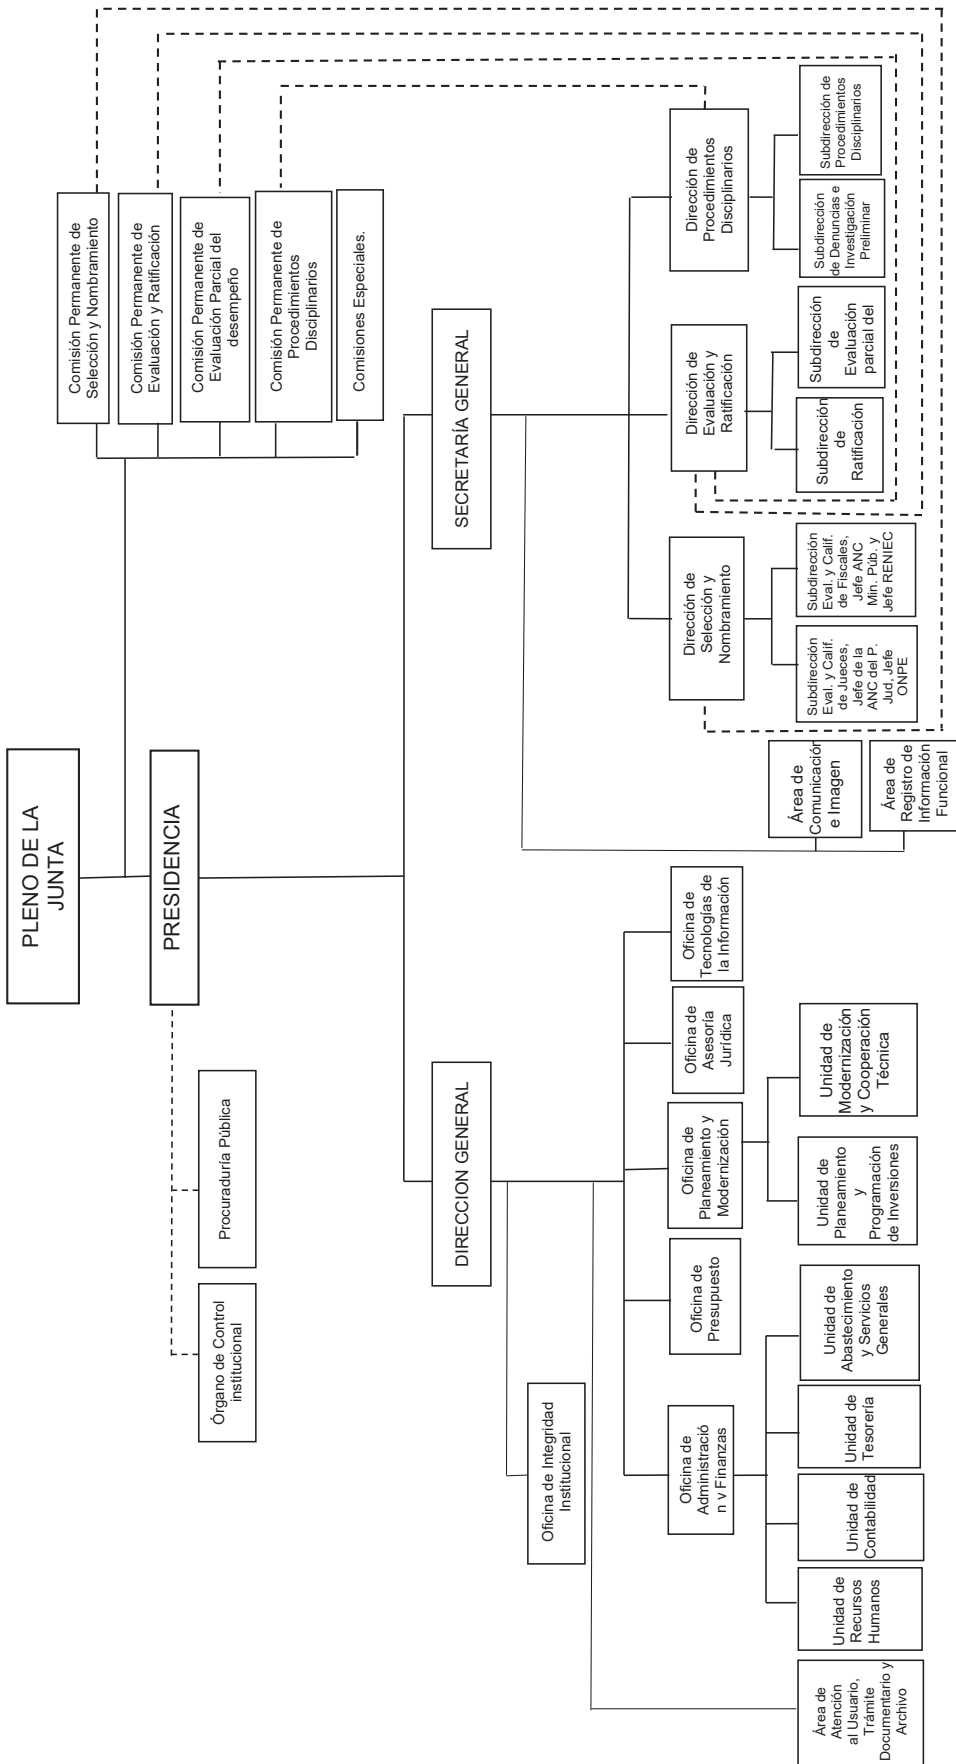 PLENO DE LA
JUNTA
PRESIDENCIA
Comisión Permanente de
Selección y Nombramiento
Comisión Permanente de
Evaluación y Ratificación
Comisión Permanente de
Evaluación Parcial del
desempeño
Comisión Permanente de
Procedimientos
Disciplinarios
Comisiones Especiales.
Órgano de Control
institucional
Procuraduría Pública
DIRECCION GENERAL
SECRETARÍA GENERAL
Oficina de Integridad
Institucional
Oficina de
Administració
n y Finanzas
Oficina de
Presupuesto
Oficina de
Planeamiento y
Modernización
Oficina de
Asesoría
Jurídica
Oficina de
Tecnologías de
la Información
Dirección de
Selección y
Nombramiento
Dirección de
Evaluación y
Ratificación
Dirección de
Procedimientos
Disciplinarios
Área de
Atención
al Usuario,
Trámite
Documentario y
Archivo
Unidad de
Recursos
Humanos
Unidad de
Contabilidad
Unidad de
Tesorería
Unidad de
Abastecimiento
y Servicios
Generales
Unidad de
Planeamiento
y
Programación
de Inversiones
Unidad de
Modernización
y Cooperación
Técnica
Área de
Comunicación
e Imagen
Área de
Registro de
Información
Funcional
Subdirección
Eval. y Calif.
de Jueces,
Jefe de la
ANC del P.
Jud, Jefe
ONPE
Subdirección
Eval. y Calif.
de Fiscales,
Jefe ANC
Min. Púb. y
Jefe RENIEC
Subdirección
de
Ratificación
Subdirección
de
Evaluación
parcial del
Subdirección
de Denuncias e
Investigación
Preliminar
Subdirección de
Procedimientos
Disciplinarios